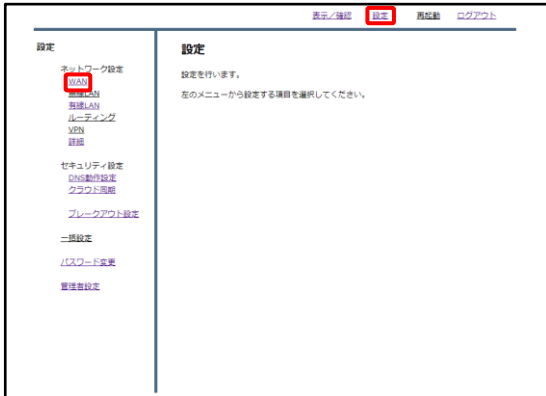 表示／確認 設定 再起動 ログアウト
設定
ネットワーク設定
WAN
無線LAN
有線LAN
ルーティング
VPN
詳細
セキュリティ設定
DNS動作設定
クラウド同期
ブレークアウト設定
一括設定
パスワード変更
管理者設定
設定
設定を行います。
左のメニューから設定する項目を選択してください。